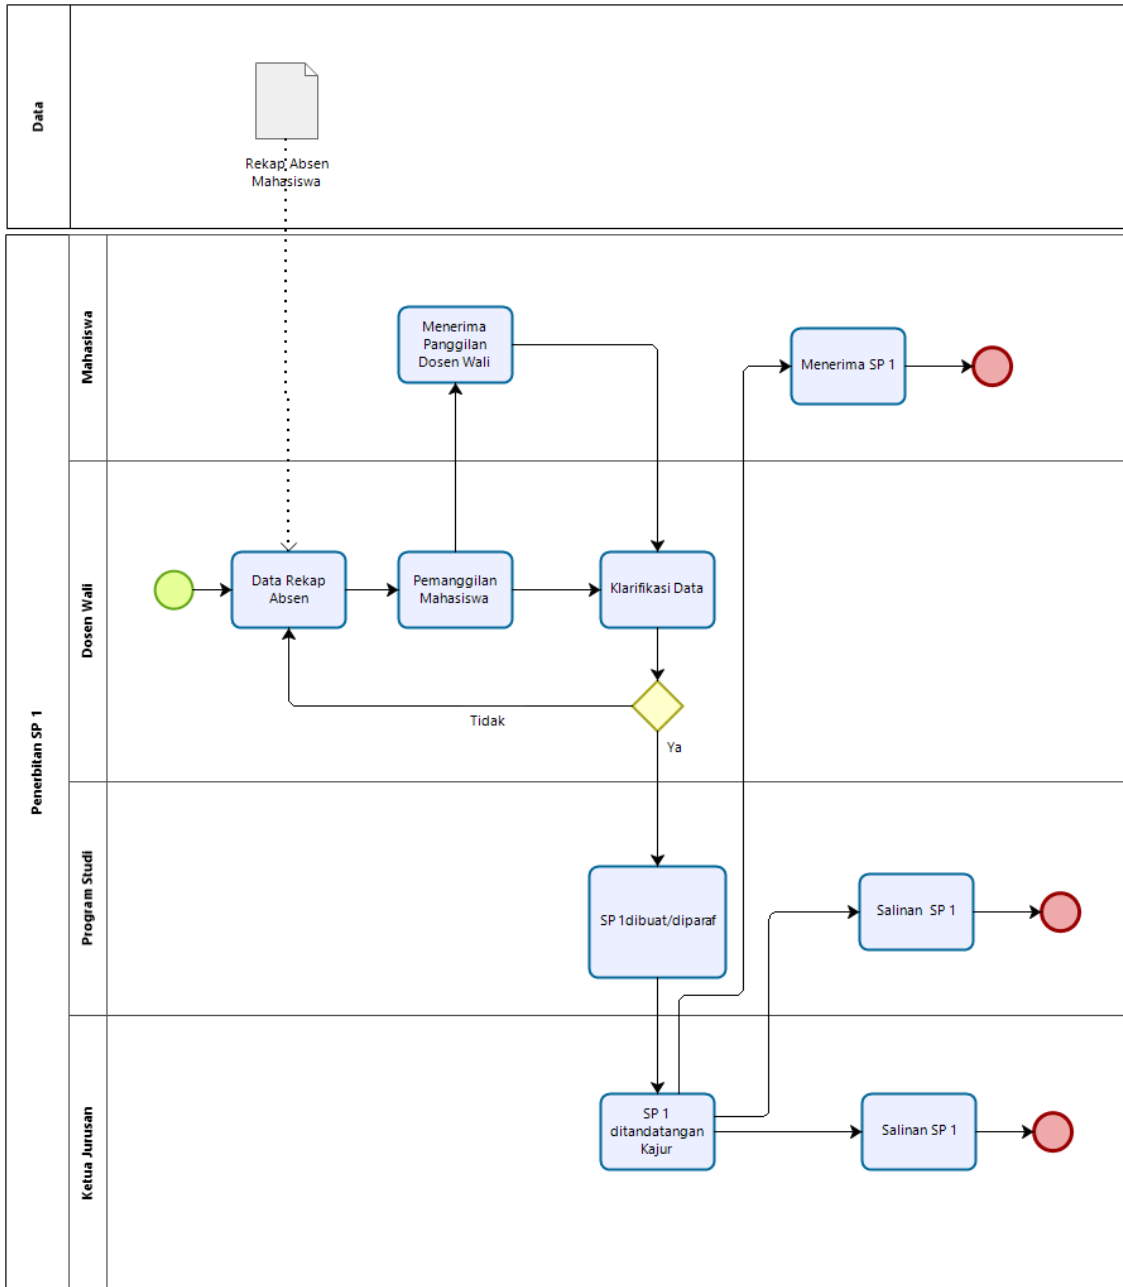 Data
Rekap Absen
Mahasiswa
Penerbitan SP 1
Mahasiswa
Menerima
Panggilan
Dosen Wali
Menerima SP 1
Dosen Wali
Data Rekap
Absen
Pemanggilan
Mahasiswa
Klarifikasi Data
Tidak
Ya
Program Studi
SP 1dibuat/diparaf
Salinan  SP 1
Ketua Jurusan
SP 1
ditandatangan
Kajur
Salinan SP 1